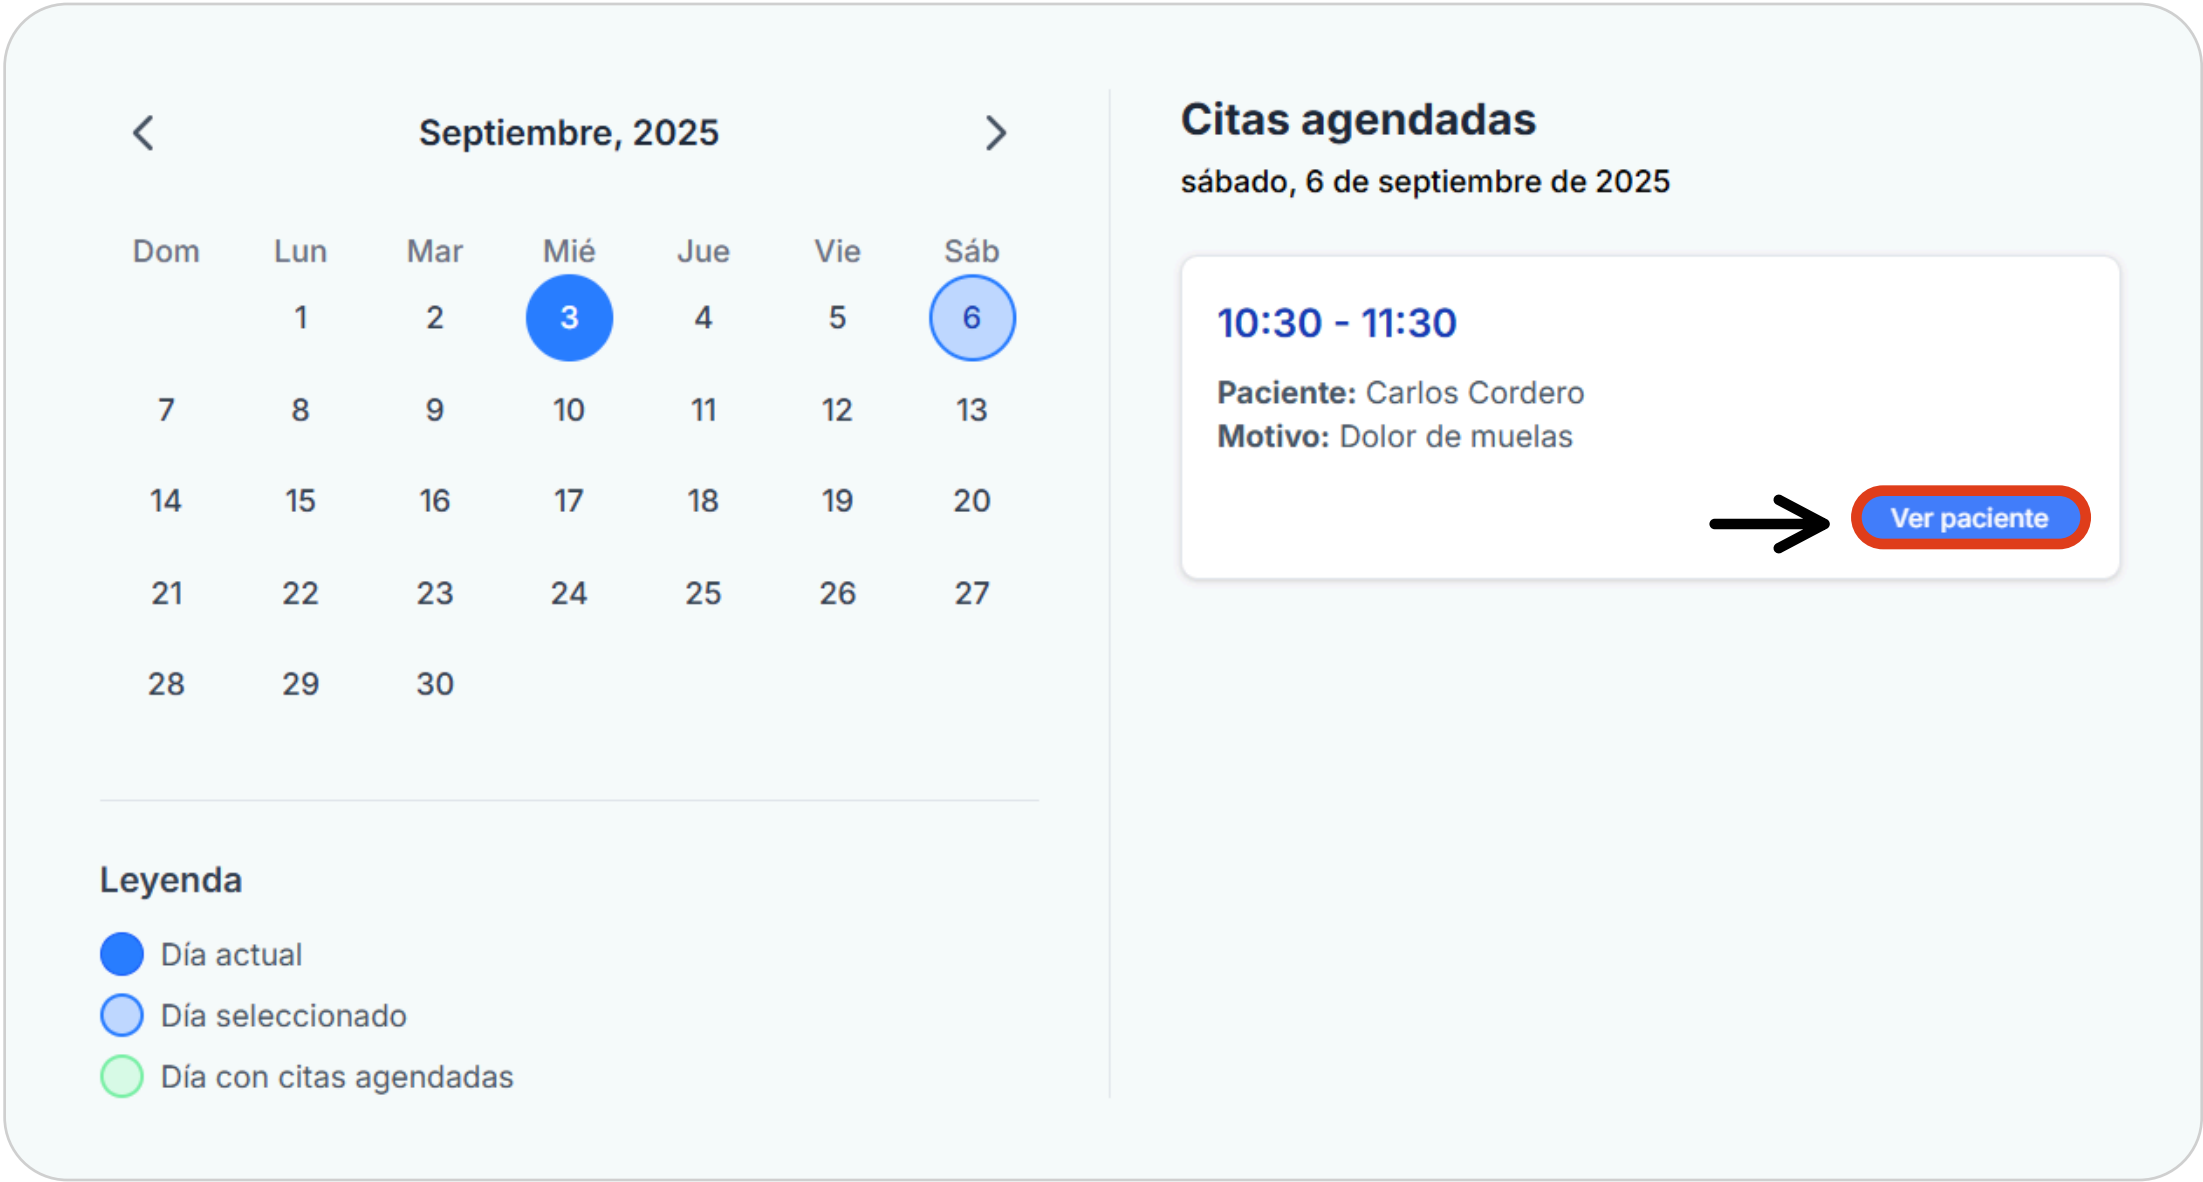 Septiembre, 2025
Dom Lun Mar Mié Jue Vie Sáb
1 2 3 4 5 6
7 8 9 10 11 12 13
14 15 16 17 18 19 20
21 22 23 24 25 26 27
28 29 30
Leyenda
Día actual
Día seleccionado
Día con citas agendadas
Citas agendadas
sábado, 6 de septiembre de 2025
10:30 - 11:30
Paciente: Carlos Cordero
Motivo: Dolor de muelas
Ver paciente